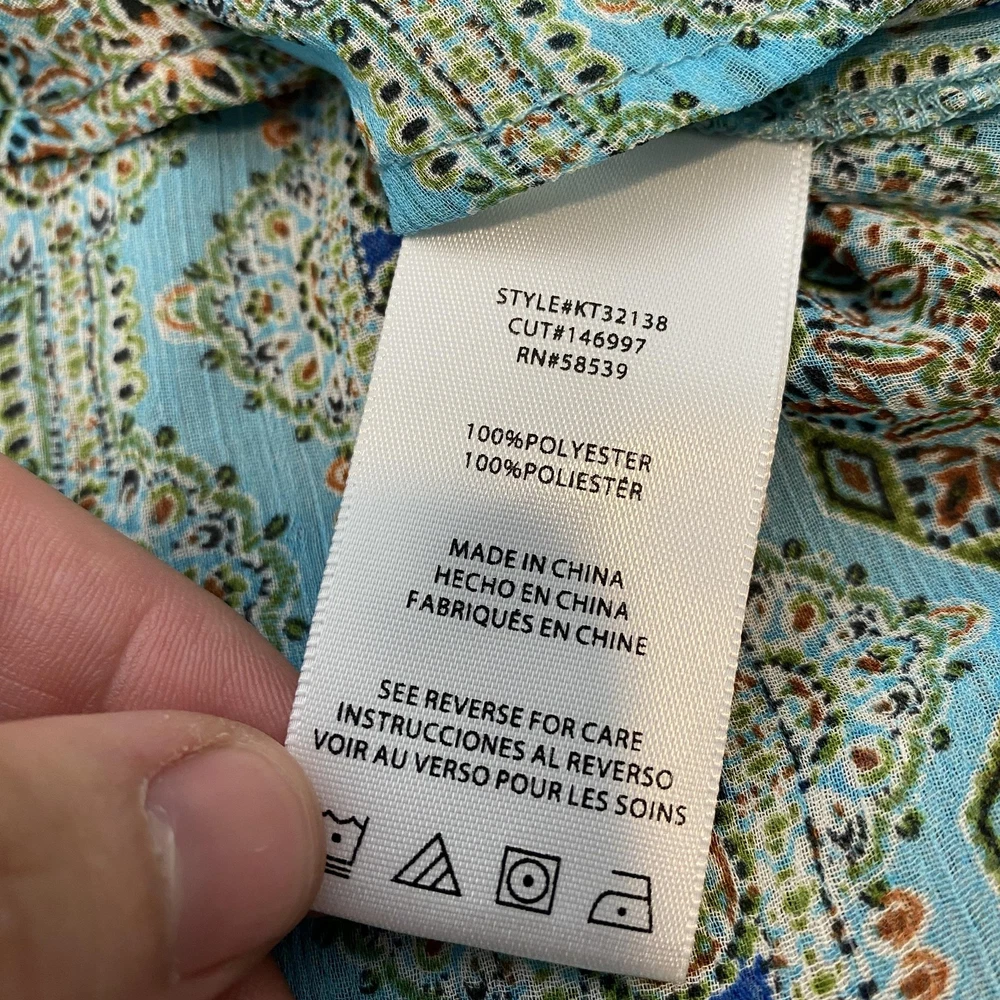 STYLE#KT32138
CUT#146997
RN#58539
100%POLYESTER
100%POLIESTÉR
MADE IN CHINA
HECHO EN CHINA
FABRIQUÉS EN CHINE
SEE REVERSE FOR CARE
INSTRUCCIONES AL REVERSO
VOIR AU VERSO POUR LES SOINS